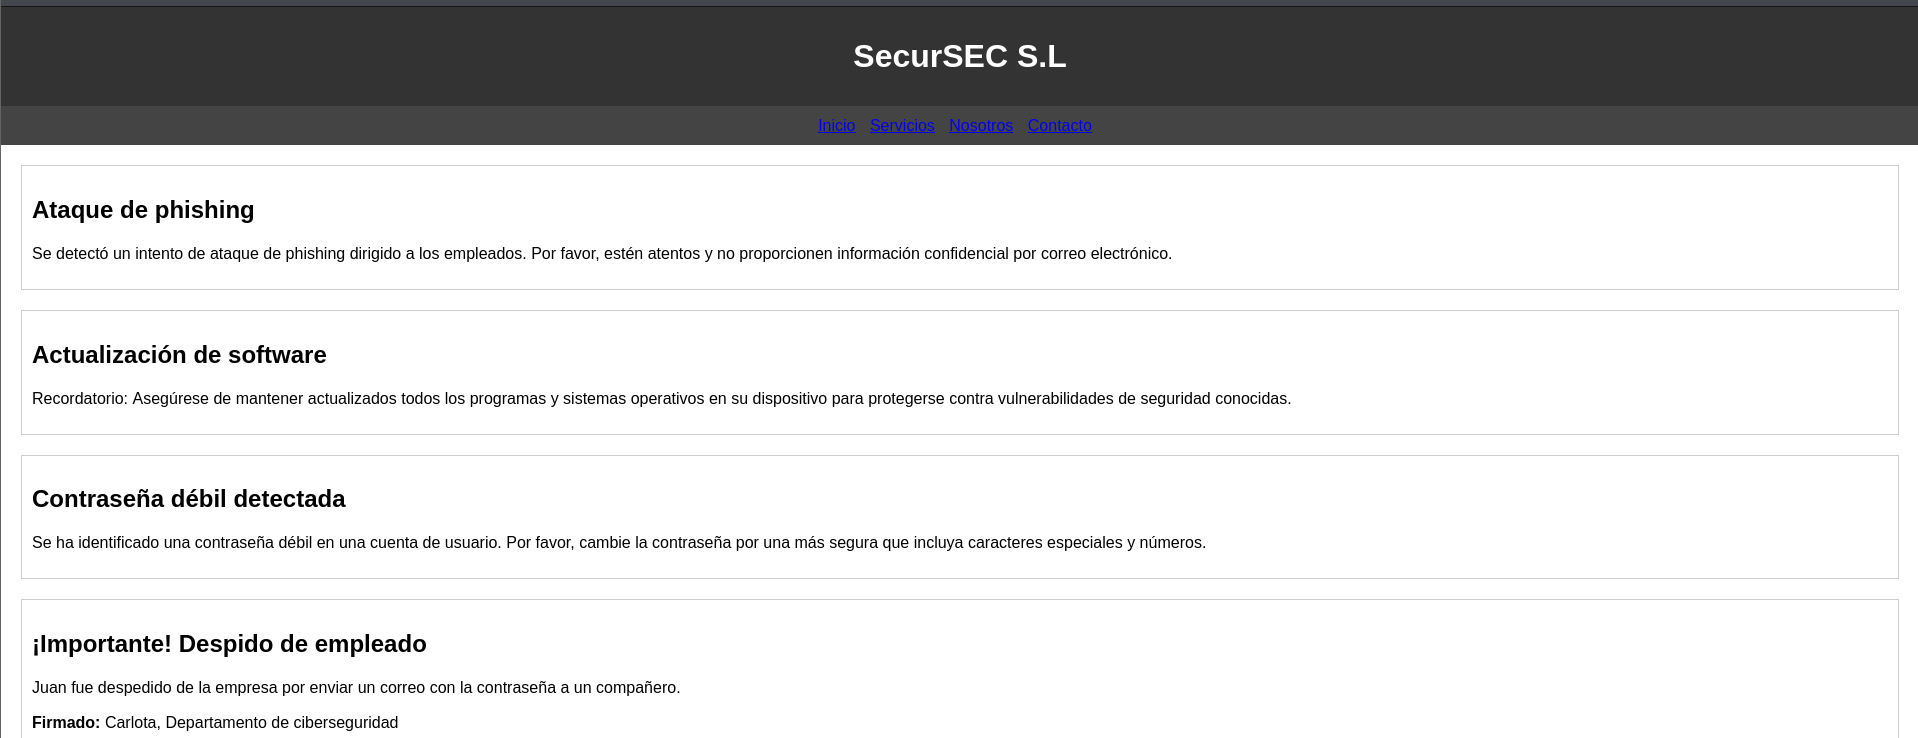 SecurSEC S.L
Inicio Servicios Nosotros Contacto
Ataque de phishing
Se detectó un intento de ataque de phishing dirigido a los empleados. Por favor, estén atentos y no proporcionen información confidencial por correo electrónico.
Actualización de software
Recordatorio: Asegúrese de mantener actualizados todos los programas y sistemas operativos en su dispositivo para protegerse contra vulnerabilidades de seguridad conocidas.
Contraseña débil detectada
Se ha identificado una contraseña débil en una cuenta de usuario. Por favor, cambie la contraseña por una más segura que incluya caracteres especiales y números.
¡Importante! Despido de empleado
Juan fue despedido de la empresa por enviar un correo con la contraseña a un compañero.
Firmado: Carlota, Departamento de ciberseguridad